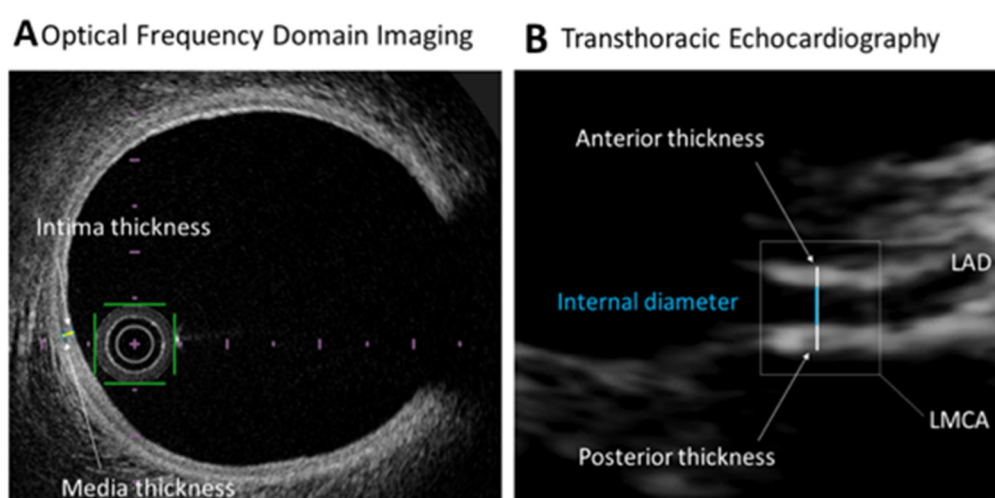 A Optical Frequency Domain Imaging
Intima thickness
Media thickness
B Transthoracic Echocardiography
Anterior thickness
LAD
Internal diameter
LMCA
Posterior thickness